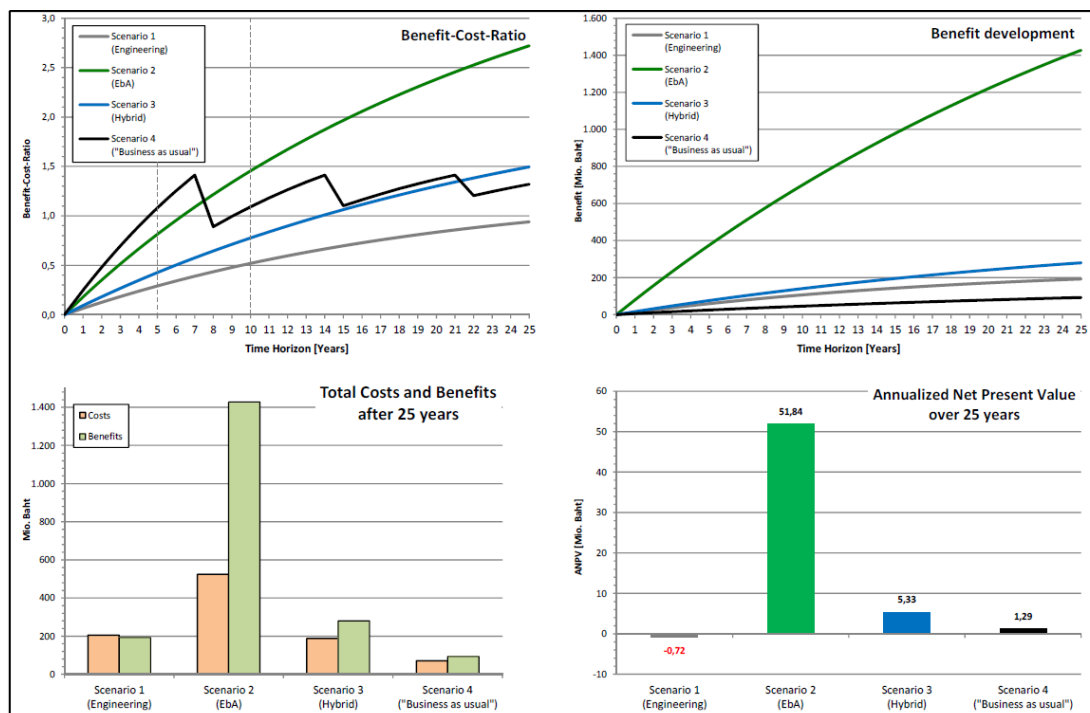 Benefit-Cost-Ratio
Scenario 1
(Engineering)
Scenario 2
(EbA)
Scenario 3
(Hybrid)
Scenario 4
("Business as usual")
3,0
2,5
2,0
1,5
1,0
0,5
0,0
Benefit-Cost-Ratio
0 1 2 3 4 5 6 7 8 9 10 11 12 13 14 15 16 17 18 19 20 21 22 23 24 25
Time Horizon [Years]
Benefit development
Scenario 1
(Engineering)
Scenario 2
(EbA)
Scenario 3
(Hybrid)
Scenario 4
("Business as usual")
1.600
1.400
1.200
1.000
800
600
400
200
0
Benefit [Mio. Baht]
0 1 2 3 4 5 6 7 8 9 10 11 12 13 14 15 16 17 18 19 20 21 22 23 24 25
Time Horizon [Years]
Total Costs and Benefits
after 25 years
Costs
Benefits
1.400
1.200
1.000
800
600
400
200
0
Mio. Baht
Scenario 1
(Engineering)
Scenario 2
(EbA)
Scenario 3
(Hybrid)
Scenario 4
("Business as usual")
Annualized Net Present Value
over 25 years
60
50
40
30
20
10
0
-10
ANPV [Mio. Baht]
-0,72
51,84
5,33
1,29
Scenario 1
(Engineering)
Scenario 2
(EbA)
Scenario 3
(Hybrid)
Scenario 4
("Business as usual")